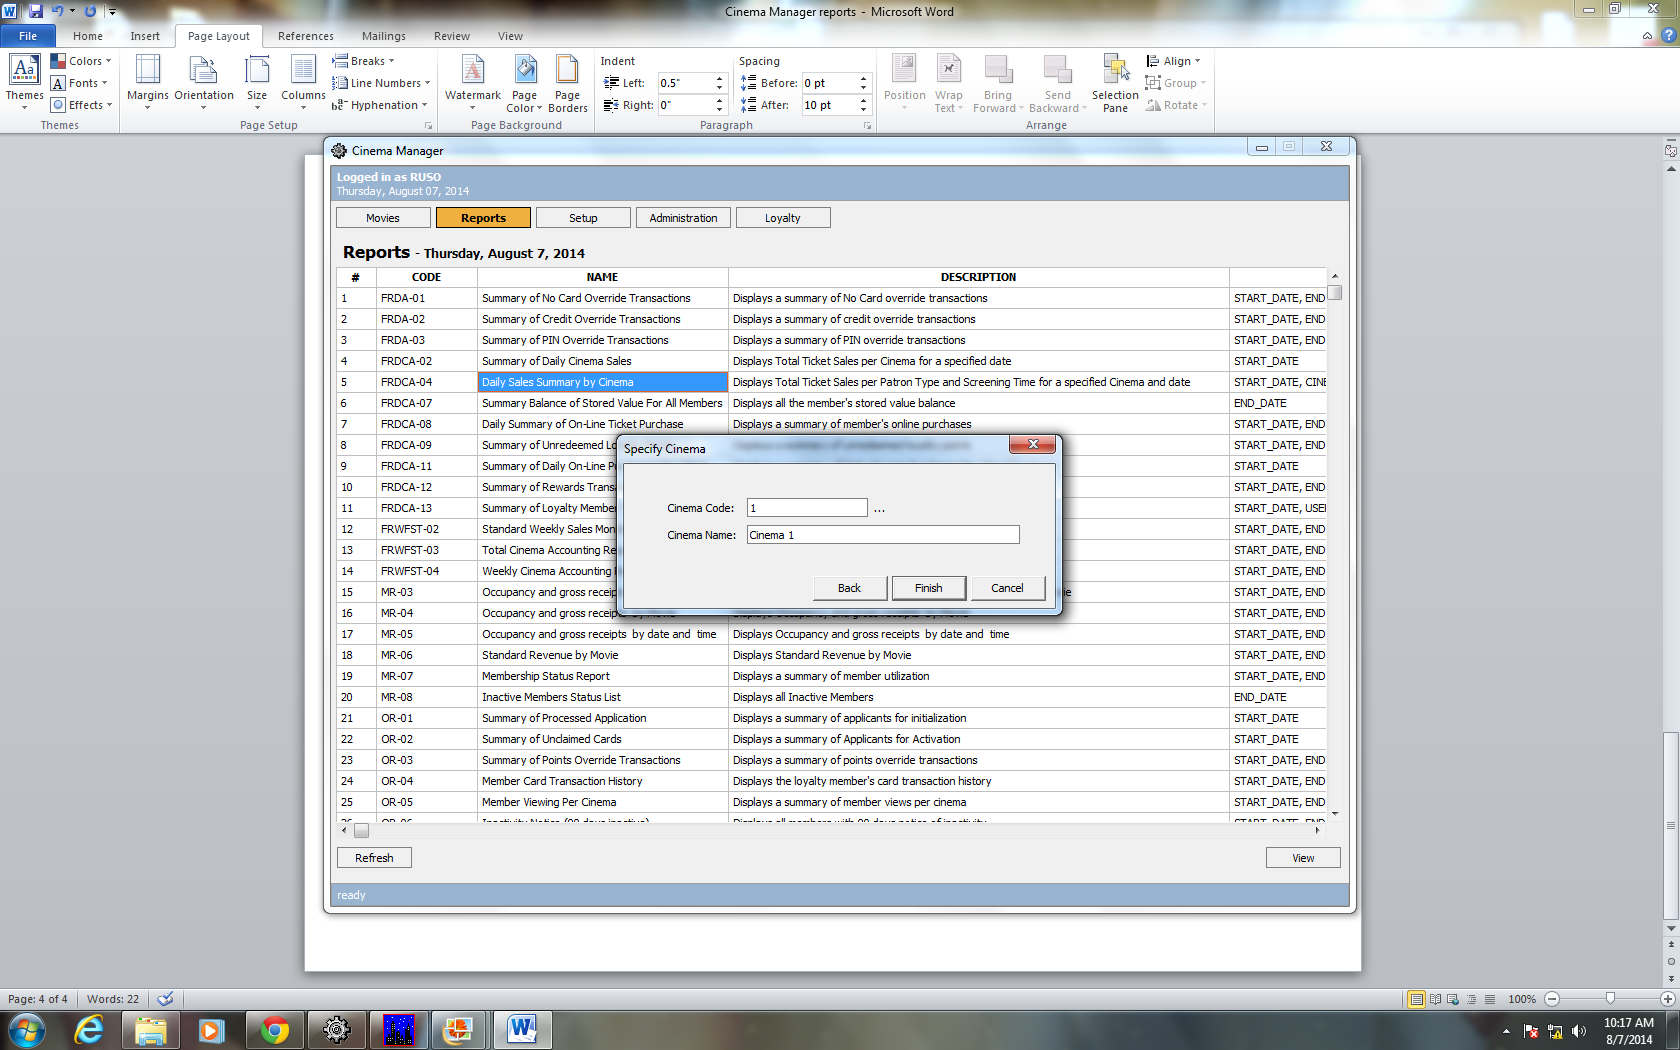 Cinema Manager reports - Microsoft Word
File Home Insert Page Layout References Mailings Review View
Themes
Colors
Fonts
Effects
Themes
Margins Orientation Size Columns
Breaks
Line Numbers
Hyphenation
Page Setup
Watermark Page Color Page Borders
Page Background
Indent
Left: 0.5"
Right: 0"
Spacing
Before: 0 pt
After: 10 pt
Paragraph
Position Wrap Text Bring Forward Send Backward Selection Pane
Align
Group
Rotate
Arrange
Cinema Manager
Logged in as RUSO
Thursday, August 07, 2014
Movies Reports Setup Administration Loyalty
Reports - Thursday, August 7, 2014
# CODE NAME DESCRIPTION
1 FRDA-01 Summary of No Card Override Transactions Displays a summary of No Card override transactions START_DATE, END
2 FRDA-02 Summary of Credit Override Transactions Displays a summary of credit override transactions START_DATE, END
3 FRDA-03 Summary of PIN Override Transactions Displays a summary of PIN override transactions START_DATE, END
4 FRDCA-02 Summary of Daily Cinema Sales Displays Total Ticket Sales per Cinema for a specified date START_DATE
5 FRDCA-04 Daily Sales Summary by Cinema Displays Total Ticket Sales per Patron Type and Screening Time for a specified Cinema and date START_DATE, CINE
6 FRDCA-07 Summary Balance of Stored Value For All Members Displays all the member's stored value balance END_DATE
7 FRDCA-08 Daily Summary of On-Line Ticket Purchase Displays a summary of member's online purchases START_DATE, END
8 FRDCA-09 Summary of Unredeemed Lo START_DATE, END
9 FRDCA-11 Summary of Daily On-Line P START_DATE
10 FRDCA-12 Summary of Rewards Trans START_DATE, END
11 FRDCA-13 Summary of Loyalty Member START_DATE, USE
12 FRWFST-02 Standard Weekly Sales Mon START_DATE, END
13 FRWFST-03 Total Cinema Accounting Re START_DATE, END
14 FRWFST-04 Weekly Cinema Accounting START_DATE, END
15 MR-03 Occupancy and gross receip ie START_DATE, END
16 MR-04 Occupancy and gross receipts by Movie Displays Occupancy and gross receipts by Movie START_DATE, END
17 MR-05 Occupancy and gross receipts by date and time Displays Occupancy and gross receipts by date and time START_DATE, END
18 MR-06 Standard Revenue by Movie Displays Standard Revenue by Movie START_DATE, END
19 MR-07 Membership Status Report Displays a summary of member utilization START_DATE, END
20 MR-08 Inactive Members Status List Displays all Inactive Members END_DATE
21 OR-01 Summary of Processed Application Displays a summary of applicants for initialization START_DATE
22 OR-02 Summary of Unclaimed Cards Displays a summary of Applicants for Activation START_DATE
23 OR-03 Summary of Points Override Transactions Displays a summary of points override transactions START_DATE, END
24 OR-04 Member Card Transaction History Displays the loyalty member's card transaction history START_DATE, END
25 OR-05 Member Viewing Per Cinema Displays a summary of member views per cinema START_DATE, END
Specify Cinema
Cinema Code: 1 ...
Cinema Name: Cinema 1
Back Finish Cancel
Refresh View
ready
Page: 4 of 4 Words: 22 100%
10:17 AM
8/7/2014